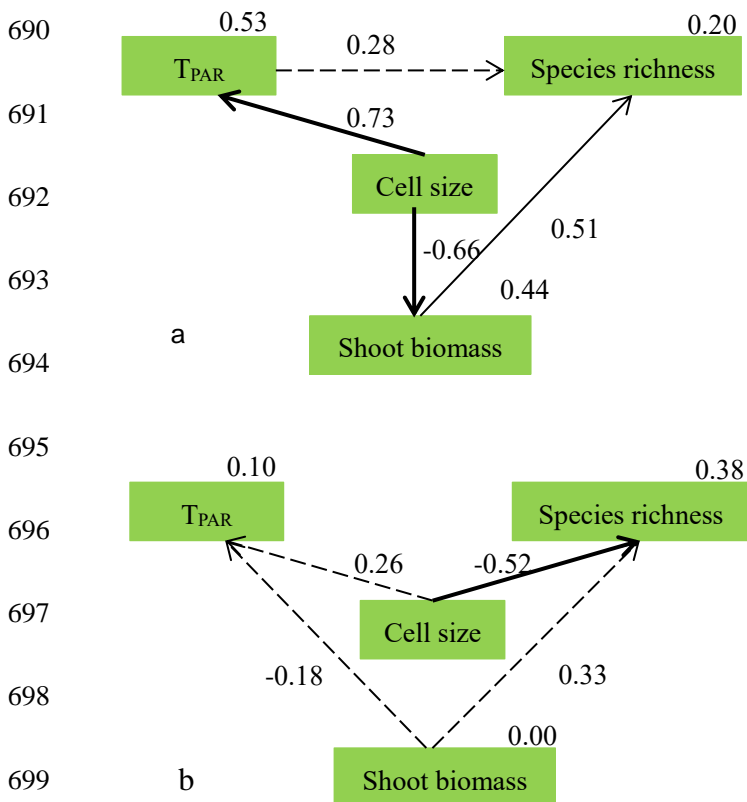 690
0.53
0.20
0.28
T_PAR
Species richness
691
0.73
692
Cell size
-0.66
0.51
693
0.44
a
Shoot biomass
694
695
0.10
0.38
T_PAR
Species richness
696
0.26
-0.52
697
Cell size
-0.18
0.33
698
0.00
699
b
Shoot biomass